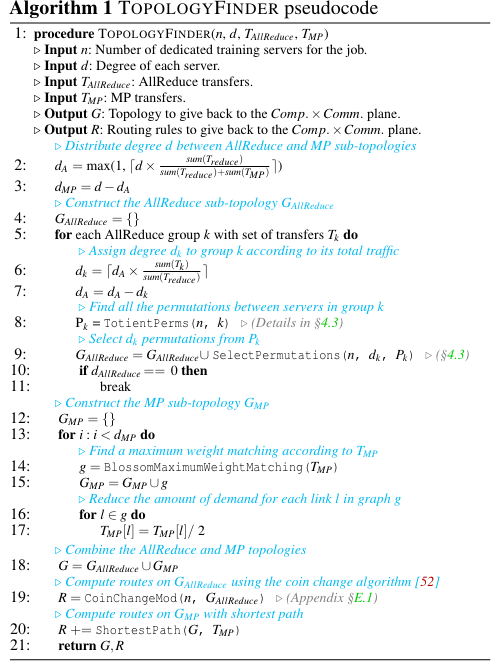 Algorithm 1 TOPOLOGYFINDER pseudocode
1: procedure TOPOLOGYFINDER(n, d, T_AllReduce, T_MP)
▷ Input n: Number of dedicated training servers for the job.
▷ Input d: Degree of each server.
▷ Input T_AllReduce: AllReduce transfers.
▷ Input T_MP: MP transfers.
▷ Output G: Topology to give back to the Comp. × Comm. plane.
▷ Output R: Routing rules to give back to the Comp. × Comm. plane.
▷ Distribute degree d between AllReduce and MP sub-topologies
2: d_A = max(1, ⌈d × sum(T_reduce)/(sum(T_reduce)+sum(T_MP))⌉)
3: d_MP = d − d_A
▷ Construct the AllReduce sub-topology G_AllReduce
4: G_AllReduce = {}
5: for each AllReduce group k with set of transfers T_k do
▷ Assign degree d_k to group k according to its total traffic
6: d_k = ⌈d_A × sum(T_k)/sum(T_reduce)⌉
7: d_A = d_A − d_k
▷ Find all the permutations between servers in group k
8: P_k = TotientPerms(n, k) ▷ (Details in §4.3)
▷ Select d_k permutations from P_k
9: G_AllReduce = G_AllReduce ∪ SelectPermutations(n, d_k, P_k) ▷ (§4.3)
10: if d_AllReduce == 0 then
11: break
▷ Construct the MP sub-topology G_MP
12: G_MP = {}
13: for i : i < d_MP do
▷ Find a maximum weight matching according to T_MP
14: g = BlossomMaximumWeightMatching(T_MP)
15: G_MP = G_MP ∪ g
▷ Reduce the amount of demand for each link l in graph g
16: for l ∈ g do
17: T_MP[l] = T_MP[l]/ 2
▷ Combine the AllReduce and MP topologies
18: G = G_AllReduce ∪ G_MP
▷ Compute routes on G_AllReduce using the coin change algorithm [52]
19: R = CoinChangeMod(n, G_AllReduce) ▷ (Appendix §E.1)
▷ Compute routes on G_MP with shortest path
20: R += ShortestPath(G, T_MP)
21: return G,R